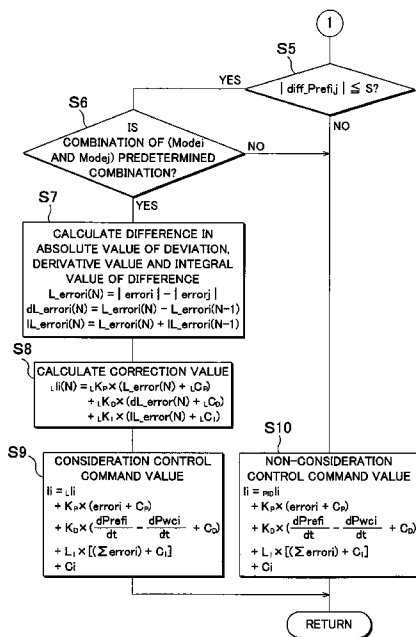 1
S5
YES
| diff_Prefi,j | ≦ S?
S6
NO
IS
COMBINATION OF (Modei
AND Modej) PREDETERMINED
COMBINATION?
NO
YES
S7
CALCULATE DIFFERENCE IN
ABSOLUTE VALUE OF DEVIATION,
DERIVATIVE VALUE AND INTEGRAL
VALUE OF DIFFERENCE
L_errori(N) = | errori | − | errorj |
dL_errori(N) = L_errori(N) − L_errori(N-1)
IL_errori(N) = L_errori(N) + IL_errori(N-1)
S8
CALCULATE CORRECTION VALUE
LIi(N) = LKP×(L_error(N) + LCP)
+ LKD×(dL_error(N) + LCD)
+ LKI×(IL_error(N) + LCI)
S9
CONSIDERATION CONTROL
COMMAND VALUE
Ii = LIi
+ KP×(errori + CP)
+ KD×(dPrefi/dt − dPwci/dt + CD)
+ LI×[(Σerrori) + CI]
+ Ci
S10
NON-CONSIDERATION
CONTROL COMMAND VALUE
Ii = PIDIi
+ KP×(errori + CP)
+ KD×(dPrefi/dt − dPwci/dt + CD)
+ LI×[(Σerrori) + CI]
+ Ci
RETURN